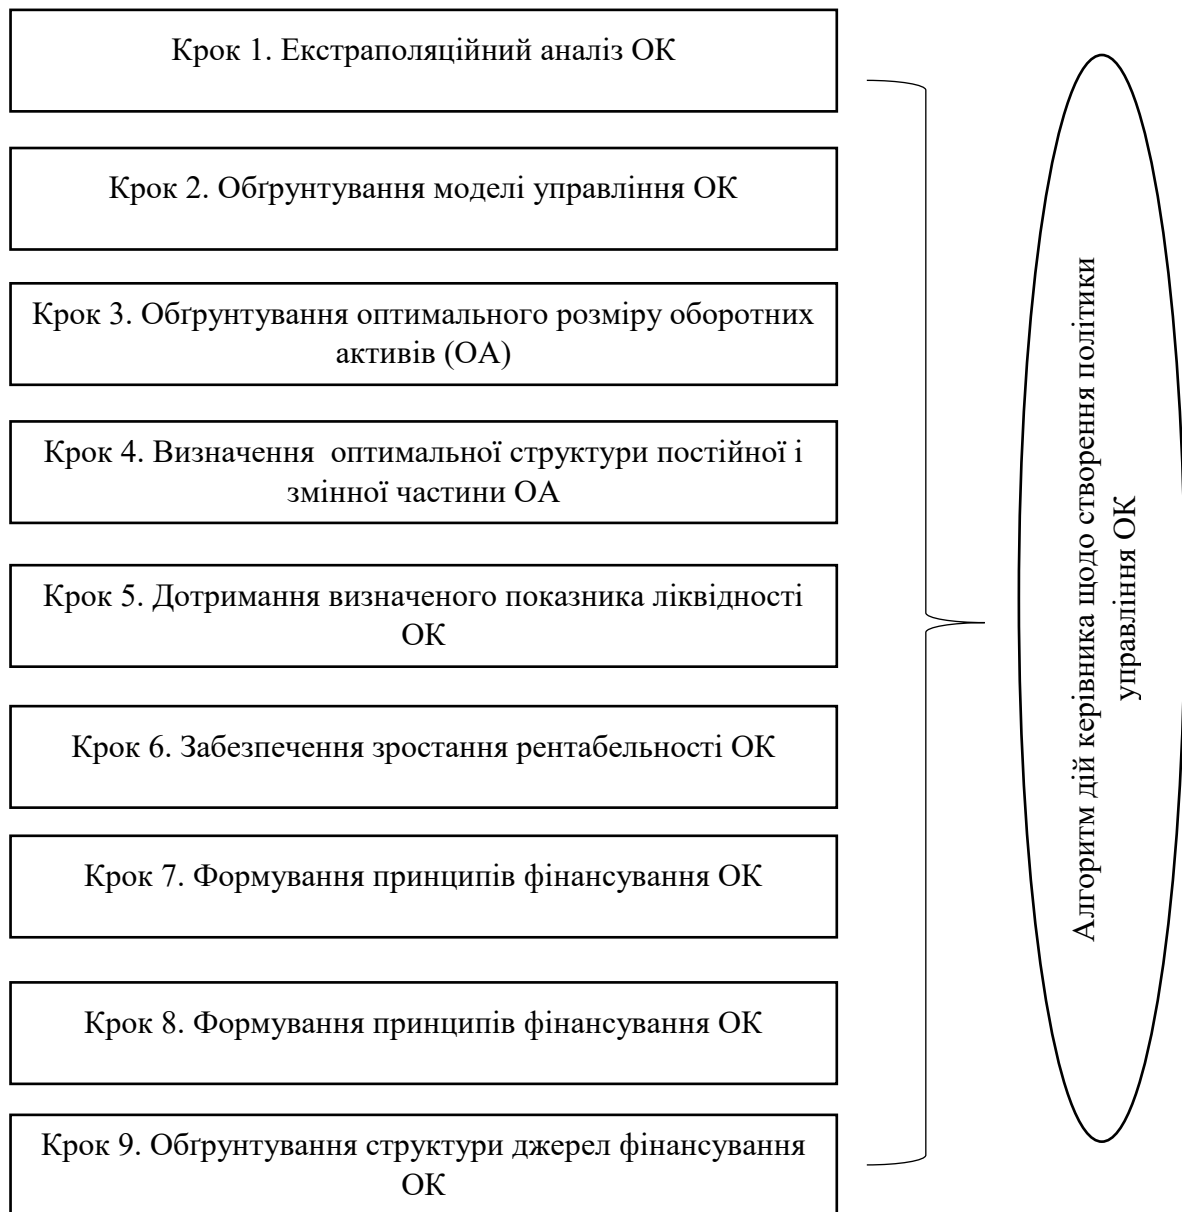 Крок 1. Екстраполяційний аналіз ОК
Крок 2. Обґрунтування моделі управління ОК
Крок 3. Обґрунтування оптимального розміру оборотних
активів (ОА)
Крок 4. Визначення  оптимальної структури постійної і
змінної частини ОА
Крок 5. Дотримання визначеного показника ліквідності
ОК
Крок 6. Забезпечення зростання рентабельності ОК
Крок 7. Формування принципів фінансування ОК
Крок 8. Формування принципів фінансування ОК
Крок 9. Обґрунтування структури джерел фінансування
ОК
Алгоритм дій керівника щодо створення політики
управління ОК